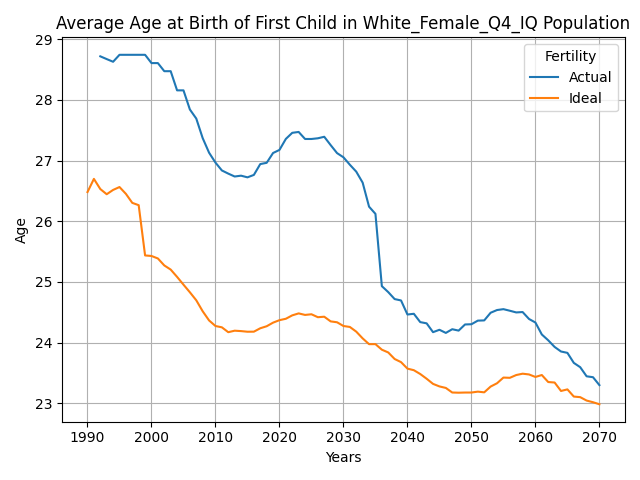 Average Age at Birth of First Child in White_Female_Q4_IQ Population
29
28
27
26
25
24
23
Age
Fertility
Actual
Ideal
1990 2000 2010 2020 2030 2040 2050 2060 2070
Years